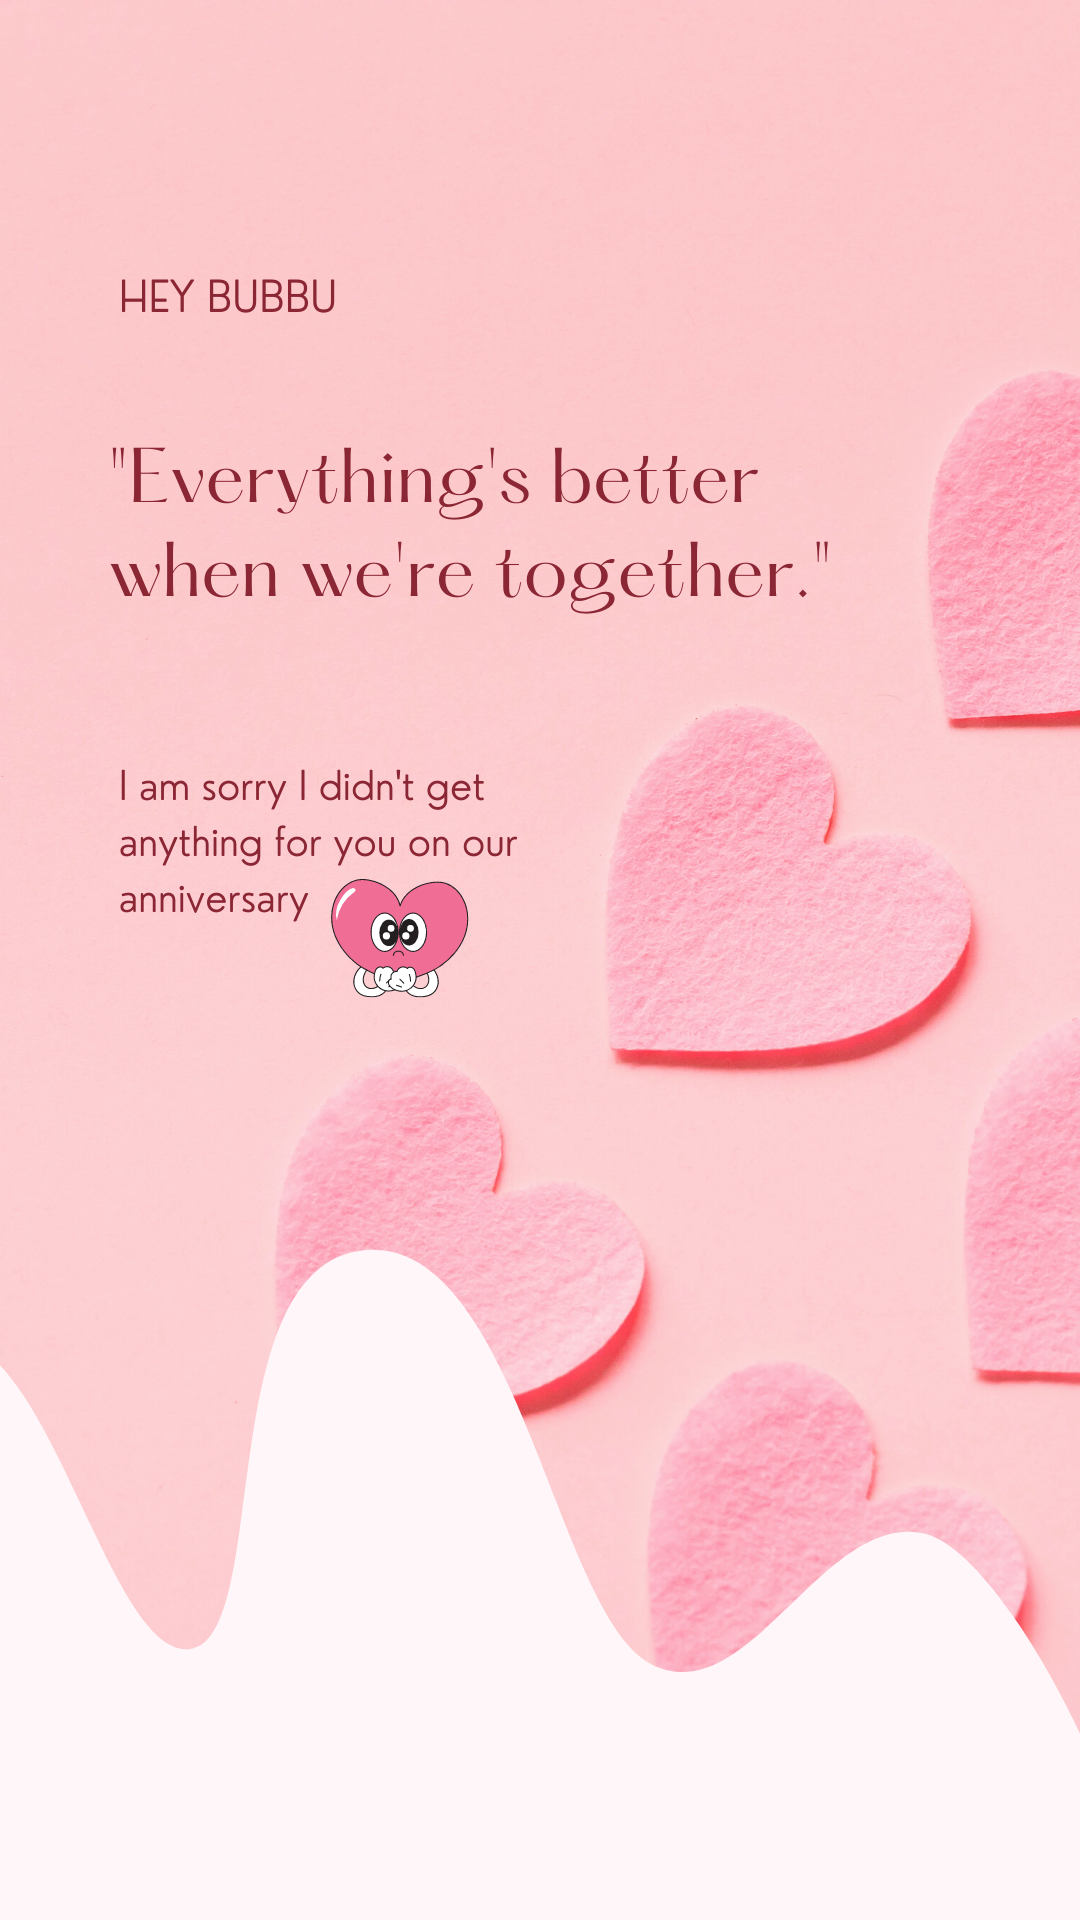 HEY BUBBU
"Everything's better
when we're together."
I am sorry I didn't get
anything for you on our
anniversary